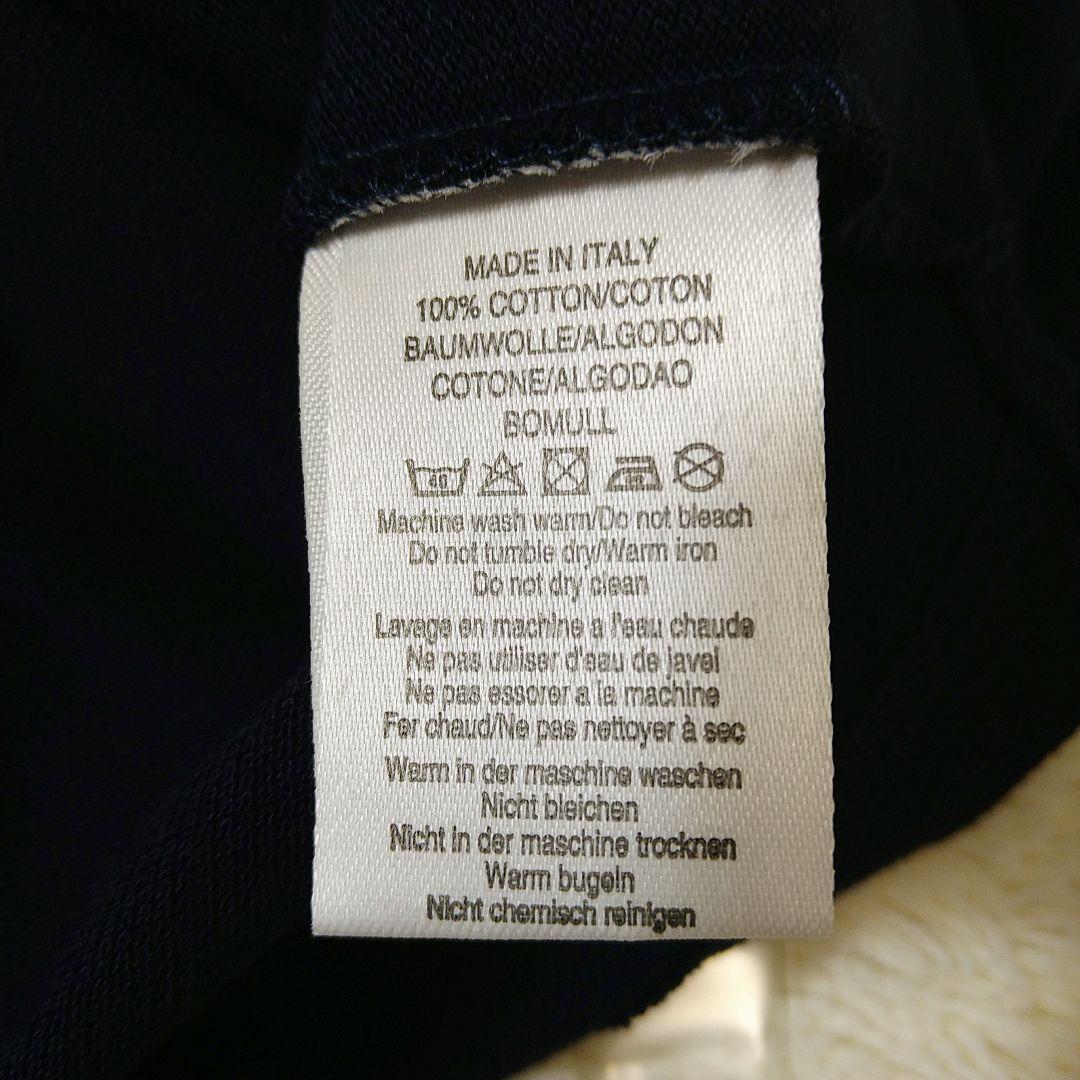 MADE IN ITALY
100% COTTON/COTON
BAUMWOLLE/ALGODON
COTONE/ALGODAO
BOMULL
40
Machine wash warm/Do not bleach
Do not tumble dry/Warm iron
Do not dry clean
Lavage en machine a l'eau chaude
Ne pas utiliser d'eau de javel
Ne pas essorer a la machine
Fer chaud/Ne pas nettoyer à sec
Warm in der maschine waschen
Nicht bleichen
Nicht in der maschine trocknen
Warm bugeln
Nicht chemisch reinigen